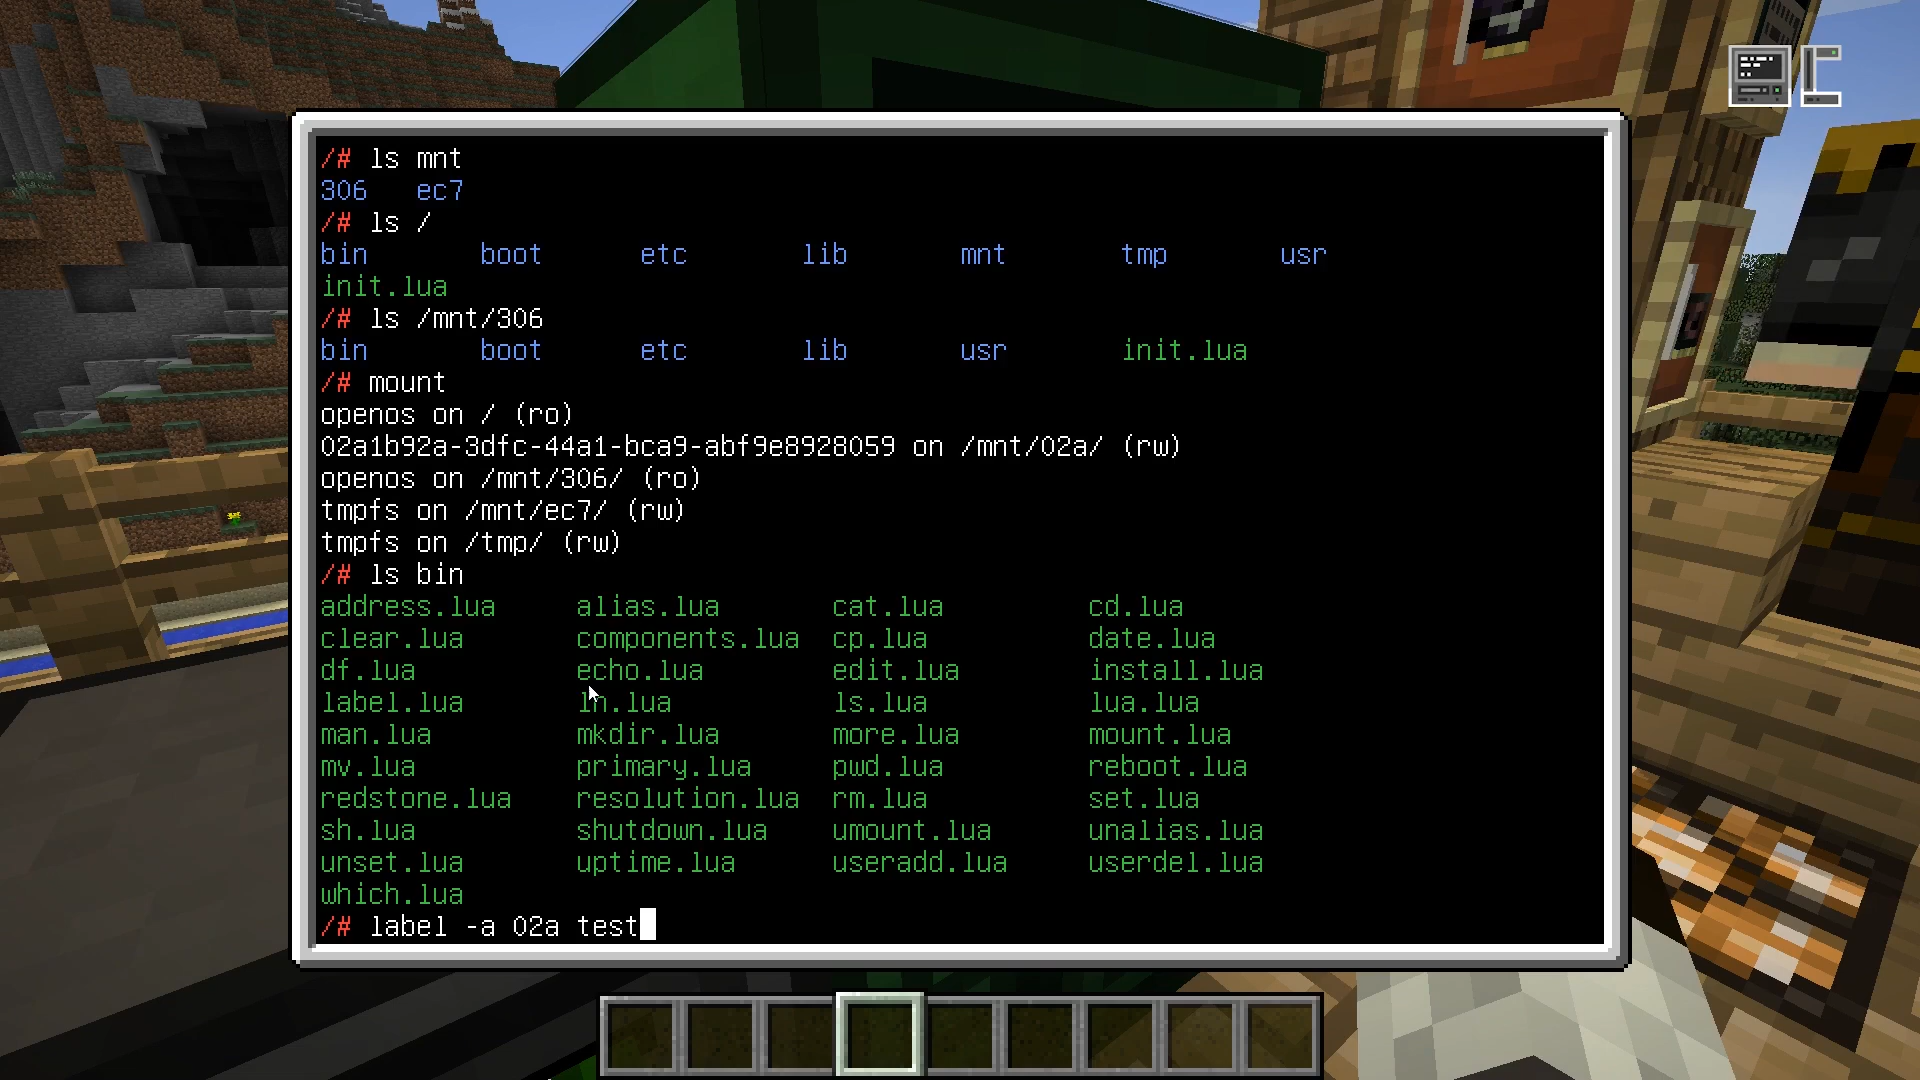 /# ls mnt
306 ec7
/# ls /
bin boot etc lib mnt tmp usr
init.lua
/# ls /mnt/306
bin boot etc lib usr init.lua
/# mount
openos on / (ro)
02a1b92a-3dfc-44a1-bca9-abf9e8928059 on /mnt/02a/ (rw)
openos on /mnt/306/ (ro)
tmpfs on /mnt/ec7/ (rw)
tmpfs on /tmp/ (rw)
/# ls bin
address.lua alias.lua cat.lua cd.lua
clear.lua components.lua cp.lua date.lua
df.lua echo.lua edit.lua install.lua
label.lua ln.lua ls.lua lua.lua
man.lua mkdir.lua more.lua mount.lua
mv.lua primary.lua pwd.lua reboot.lua
redstone.lua resolution.lua rm.lua set.lua
sh.lua shutdown.lua umount.lua unalias.lua
unset.lua uptime.lua useradd.lua userdel.lua
which.lua
/# label -a 02a test